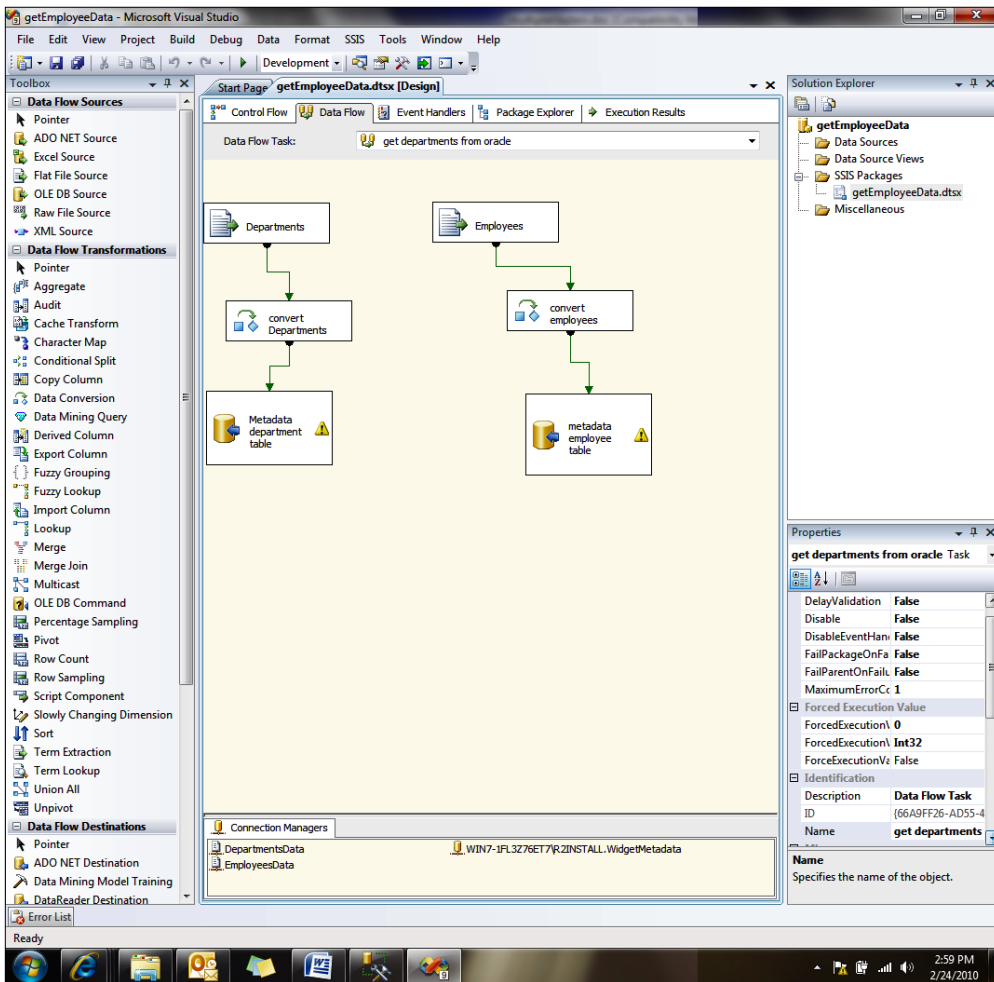 getEmployeeData - Microsoft Visual Studio
File Edit View Project Build Debug Data Format SSIS Tools Window Help
Development
Toolbox
Data Flow Sources
Pointer
ADO NET Source
Excel Source
Flat File Source
OLE DB Source
Raw File Source
XML Source
Data Flow Transformations
Pointer
Aggregate
Audit
Cache Transform
Character Map
Conditional Split
Copy Column
Data Conversion
Data Mining Query
Derived Column
Export Column
Fuzzy Grouping
Fuzzy Lookup
Import Column
Lookup
Merge
Merge Join
Multicast
OLE DB Command
Percentage Sampling
Pivot
Row Count
Row Sampling
Script Component
Slowly Changing Dimension
Sort
Term Extraction
Term Lookup
Union All
Unpivot
Data Flow Destinations
Pointer
ADO NET Destination
Data Mining Model Training
DataReader Destination
Start Page getEmployeeData.dtsx [Design]
Control Flow Data Flow Event Handlers Package Explorer Execution Results
Data Flow Task: get departments from oracle
Departments
Employees
convert
Departments
convert
employees
Metadata
department
table
metadata
employee
table
Connection Managers
DepartmentsData WIN7-1FL3Z76ET7\R2INSTALL.WidgetMetadata
EmployeesData
Solution Explorer
getEmployeeData
Data Sources
Data Source Views
SSIS Packages
getEmployeeData.dtsx
Miscellaneous
Properties
get departments from oracle Task
DelayValidation False
Disable False
DisableEventHan False
FailPackageOnFa False
FailParentOnFailu False
MaximumErrorCc 1
Forced Execution Value
ForcedExecution\ 0
ForcedExecution\ Int32
ForceExecutionVa False
Identification
Description Data Flow Task
ID {66A9FF26-AD55-4
Name get departments
Name
Specifies the name of the object.
Error List
Ready
2:59 PM
2/24/2010